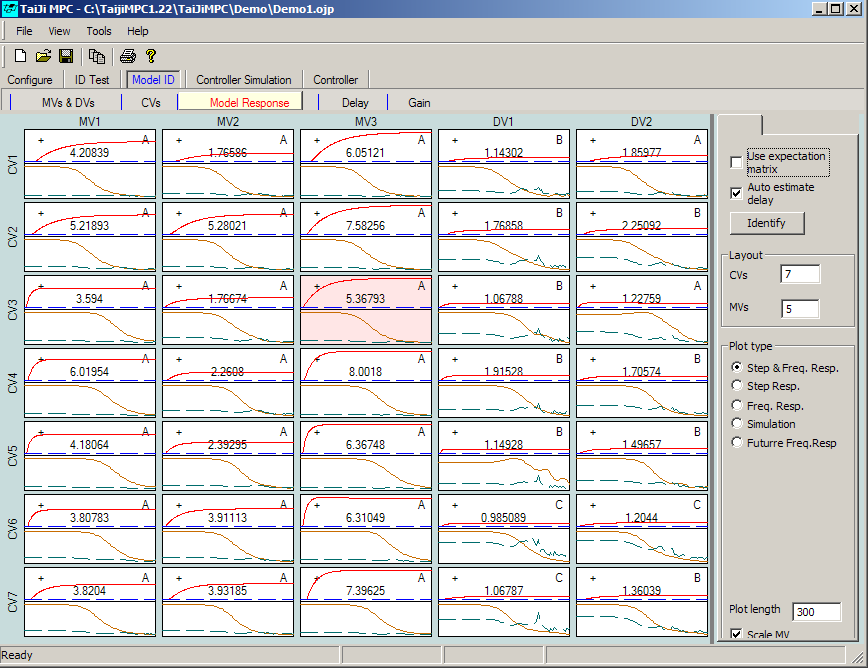 TaiJi MPC - C:\TaijiMPC1.22\TaiJiMPC\Demo\Demo1.ojp
File View Tools Help
Configure ID Test Model ID Controller Simulation Controller
MVs & DVs CVs Model Response Delay Gain
MV1 MV2 MV3 DV1 DV2
CV1
+ A + A + A + B + A
4.20839 1.76586 6.05121 1.14302 1.85977
CV2
+ A + A + A + B + B
5.21893 5.28021 7.58256 1.76858 2.25092
CV3
+ A + A + A + B + A
3.594 1.76674 5.36793 1.06788 1.22759
CV4
+ A + A + A + B + B
6.01954 2.2608 8.0018 1.91528 1.70574
CV5
+ A + A + A + B + B
4.18064 2.39295 6.36748 1.14928 1.49657
CV6
+ A + A + A + C + C
3.80783 3.91113 6.31049 0.985089 1.2044
CV7
+ A + A + A + C + B
3.8204 3.93185 7.39625 1.06787 1.36039
Use expectation
matrix
Auto estimate
delay
Identify
Layout
CVs 7
MVs 5
Plot type
Step & Freq. Resp.
Step Resp.
Freq. Resp.
Simulation
Futurre Freq.Resp
Plot length 300
Scale MV
Ready